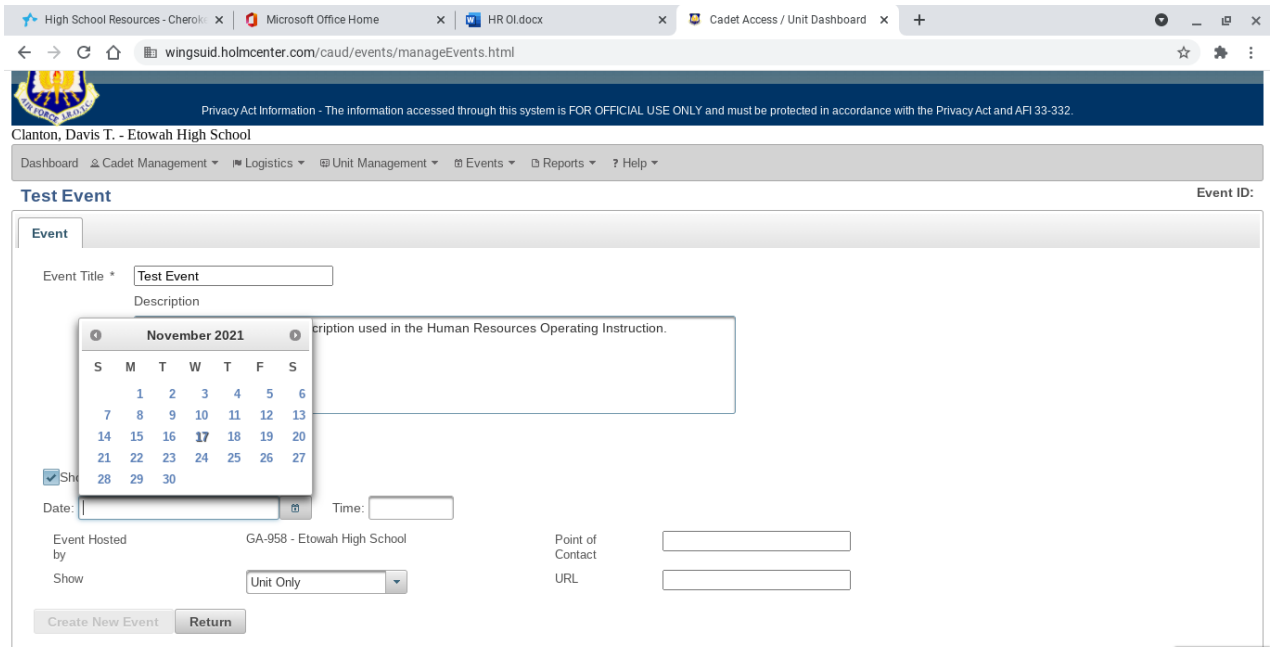 High School Resources - Cherok
Microsoft Office Home
HR OI.docx
Cadet Access / Unit Dashboard
wingsuid.holmcenter.com/caud/events/manageEvents.html
AIR FORCE J.R.O.T.C.
Privacy Act Information - The information accessed through this system is FOR OFFICIAL USE ONLY and must be protected in accordance with the Privacy Act and AFI 33-332.
Clanton, Davis T. - Etowah High School
Dashboard Cadet Management Logistics Unit Management Events Reports ? Help
Test Event Event ID:
Event
Event Title * Test Event
Description
cription used in the Human Resources Operating Instruction.
November 2021
S M T W T F S
1 2 3 4 5 6
7 8 9 10 11 12 13
14 15 16 17 18 19 20
21 22 23 24 25 26 27
28 29 30
Sho
Date: Time:
Event Hosted by GA-958 - Etowah High School Point of Contact
Show Unit Only URL
Create New Event Return